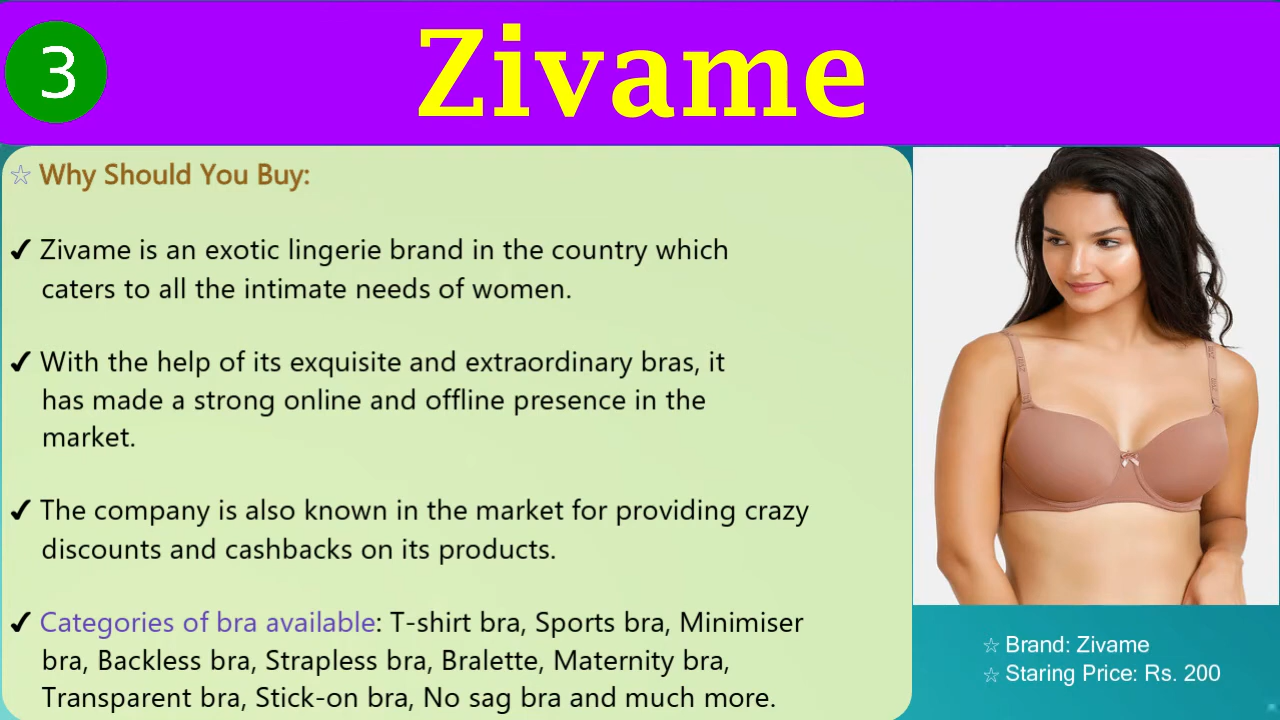 3
Zivame
☆ Why Should You Buy:
✔ Zivame is an exotic lingerie brand in the country which
caters to all the intimate needs of women.
✔ With the help of its exquisite and extraordinary bras, it
has made a strong online and offline presence in the
market.
✔ The company is also known in the market for providing crazy
discounts and cashbacks on its products.
✔ Categories of bra available: T-shirt bra, Sports bra, Minimiser
bra, Backless bra, Strapless bra, Bralette, Maternity bra,
Transparent bra, Stick-on bra, No sag bra and much more.
☆ Brand: Zivame
☆ Staring Price: Rs. 200